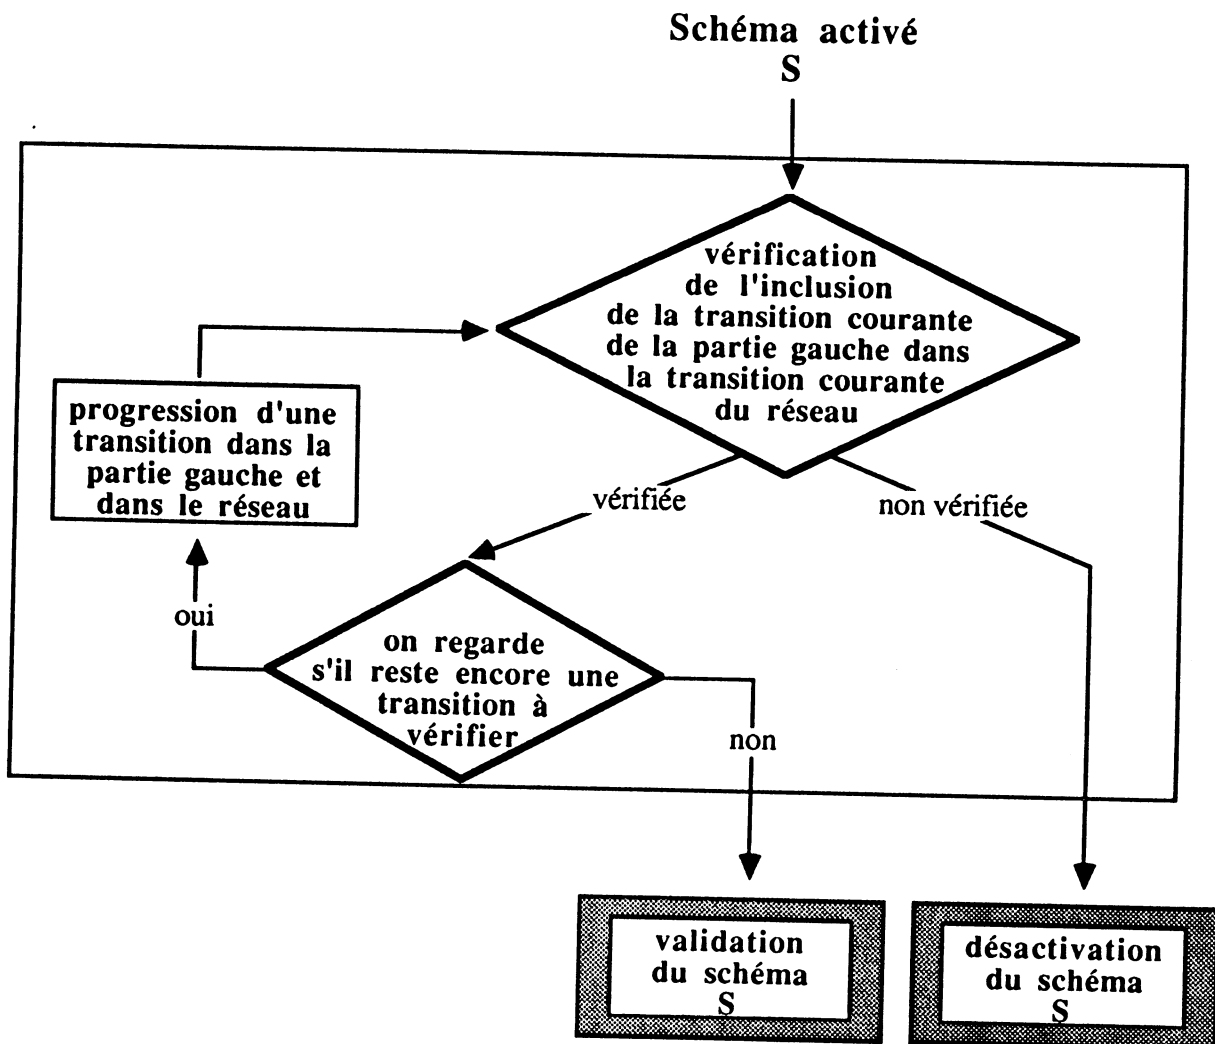 Schéma activé
S
vérification
de l'inclusion
de la transition courante
de la partie gauche dans
la transition courante
du réseau
progression d'une
transition dans la
partie gauche et
dans le réseau
vérifiée
non vérifiée
oui
on regarde
s'il reste encore une
transition à
vérifier
non
validation
du schéma
S
désactivation
du schéma
S